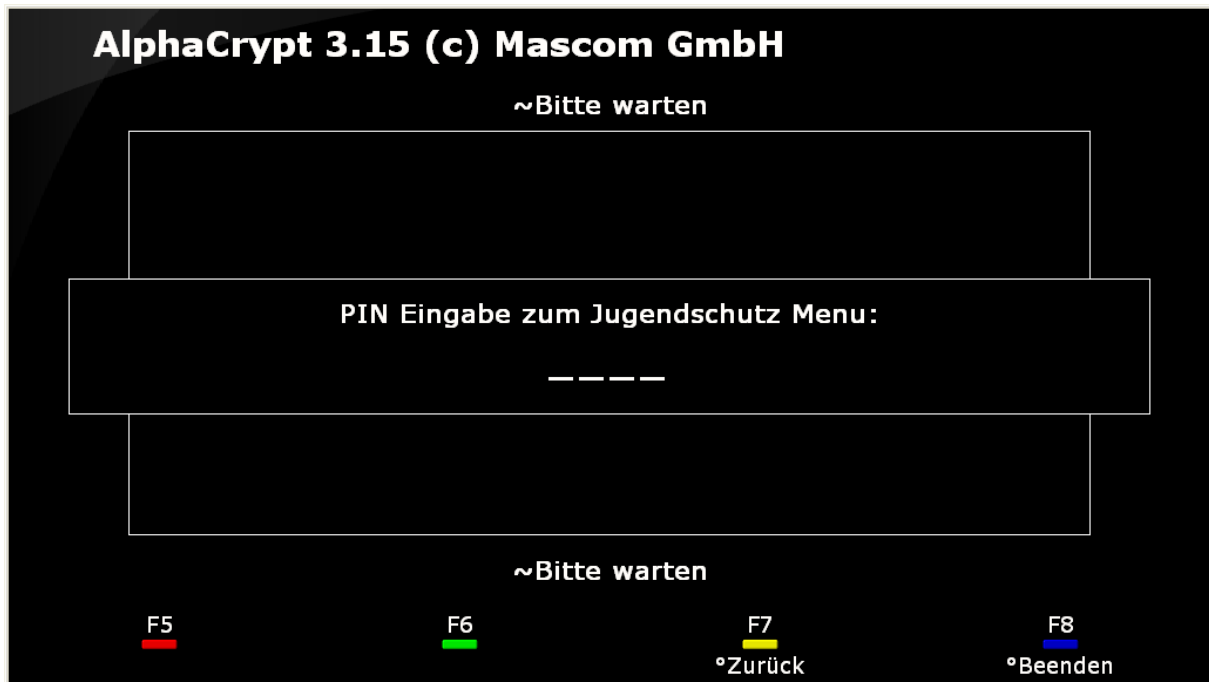 AlphaCrypt 3.15 (c) Mascom GmbH
~Bitte warten
PIN Eingabe zum Jugendschutz Menu:
____
~Bitte warten
F5 F6 F7 F8
°Zurück °Beenden